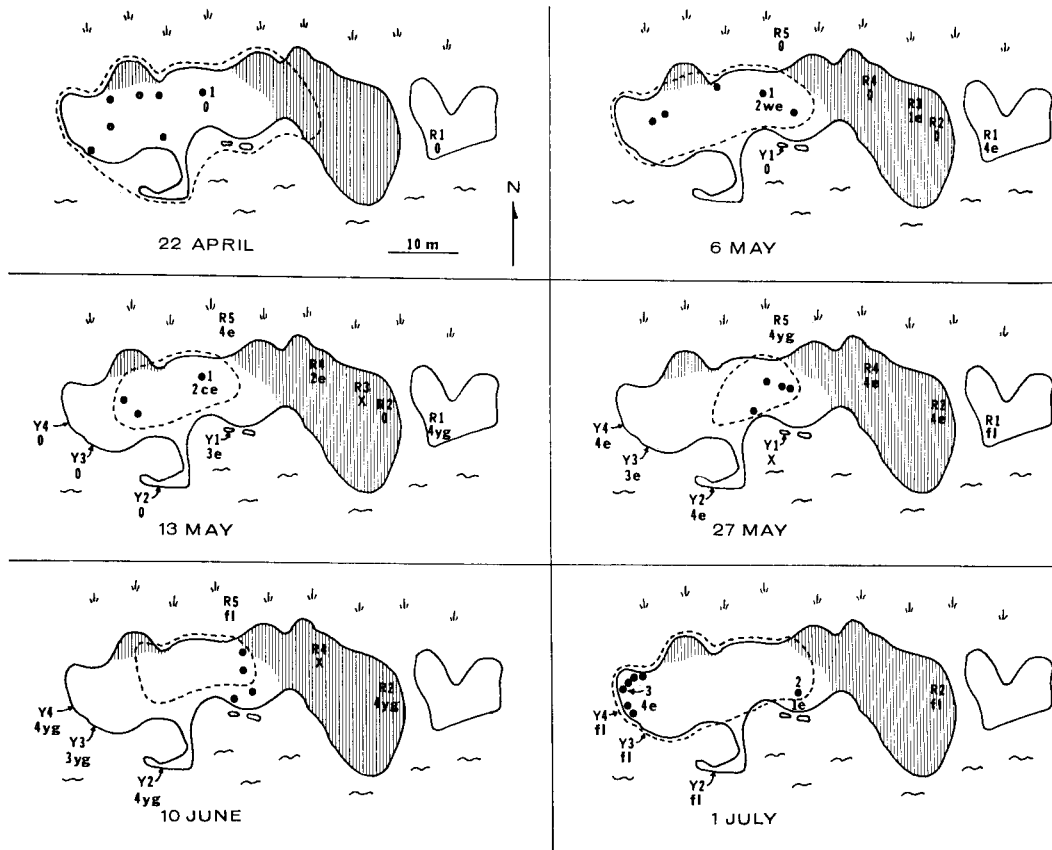 1
0
R1
0
22 APRIL
10 m
N
R5
0
R4
0
R3
1e
R2
0
1
2we
Y1
0
R1
4e
6 MAY
R5
4e
R4
2e
R3
X
R2
0
1
2ce
R1
4yg
Y4
0
Y3
0
Y1
3e
Y2
0
13 MAY
R5
4yg
R4
4e
R2
4e
R1
fl
Y4
4e
Y3
3e
Y1
X
Y2
4e
27 MAY
R5
fl
R4
X
R2
4yg
Y4
4yg
Y3
3yg
Y2
4yg
10 JUNE
3
4e
2
1e
R2
fl
Y4
fl
Y3
fl
Y2
fl
1 JULY